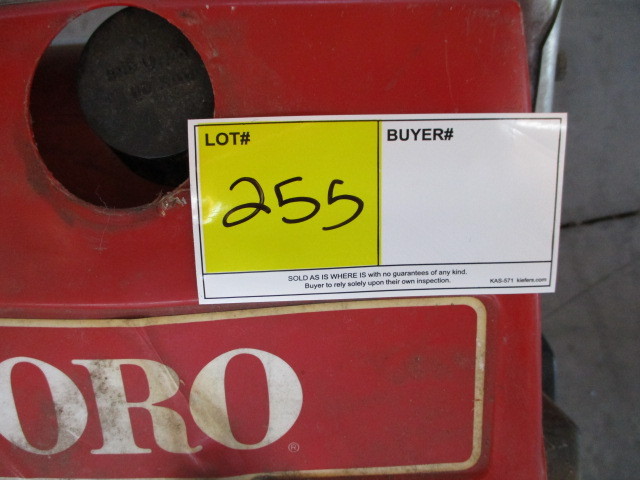 LOT#
BUYER#
255
SOLD AS IS WHERE IS with no guarantees of any kind.
Buyer to rely solely upon their own inspection.
KAS-571 kiefers.com
ORO®